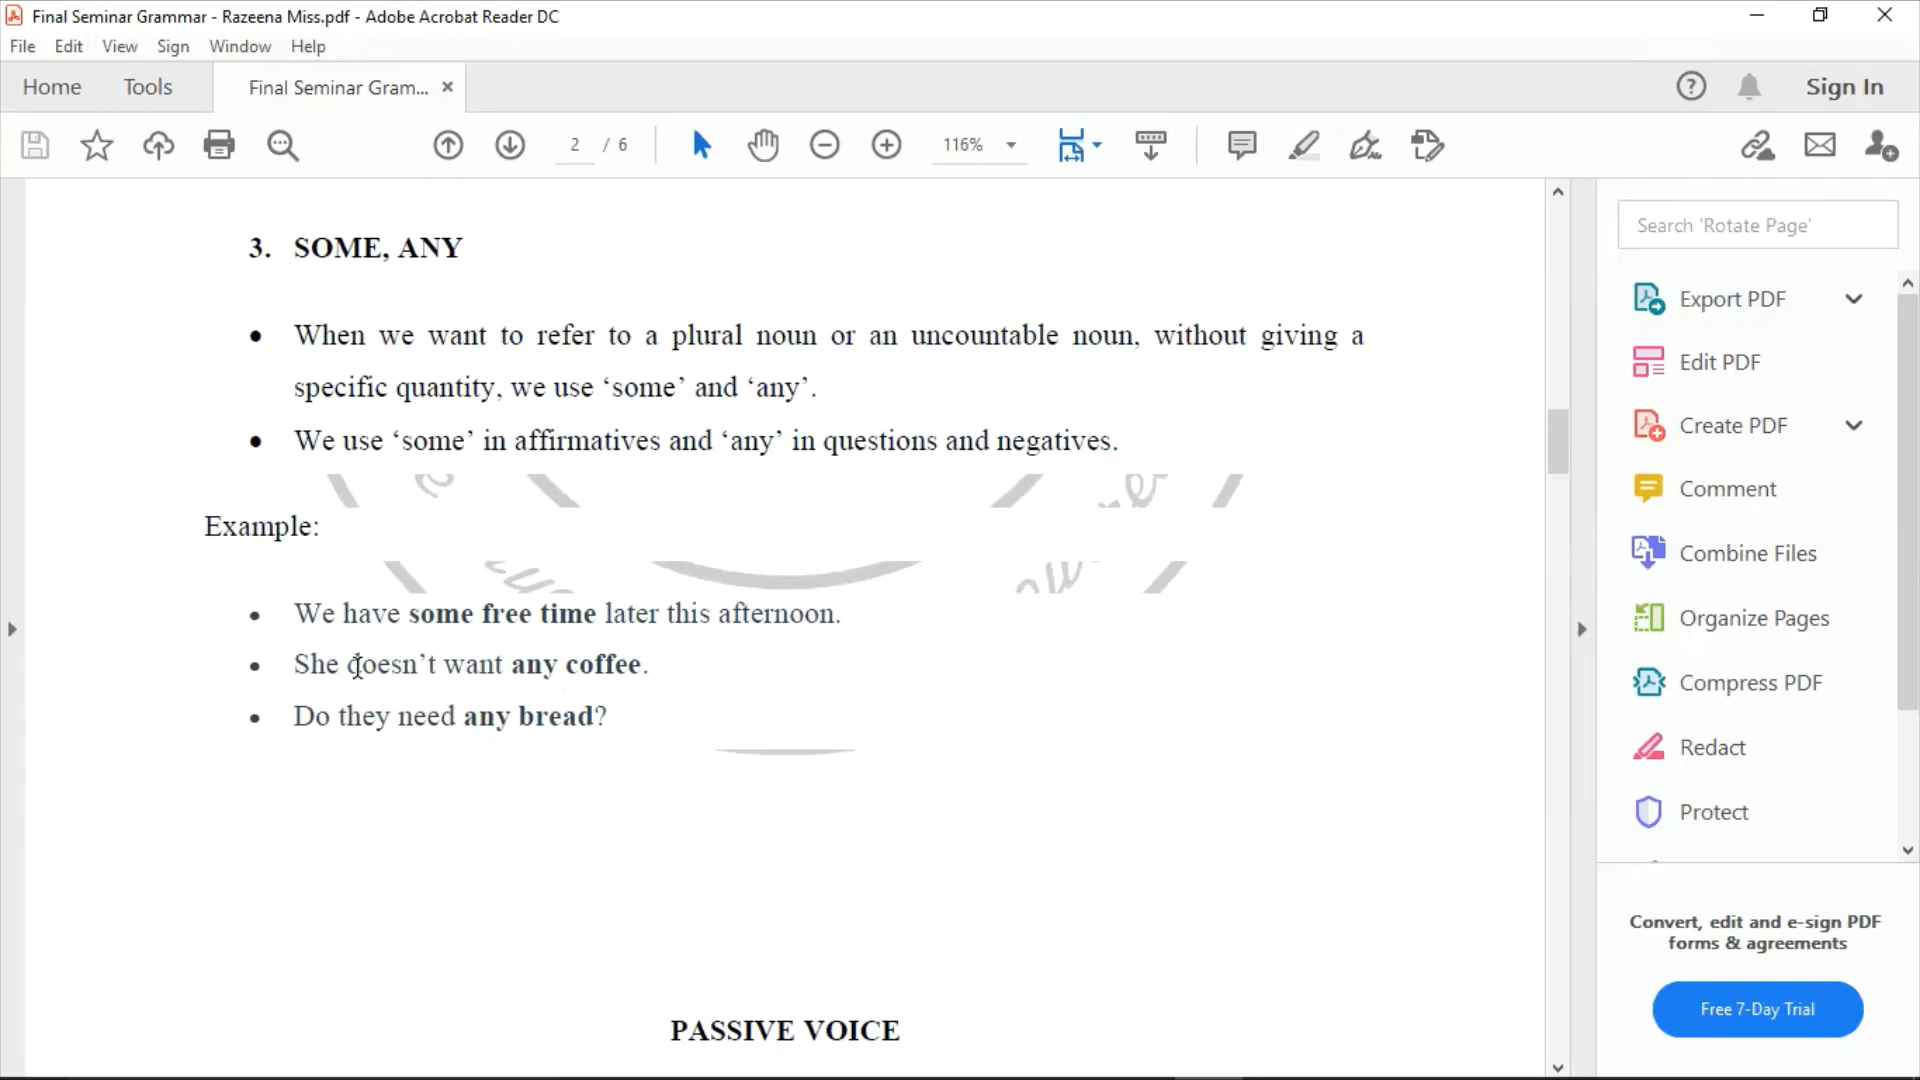 Final Seminar Grammar - Razeena Miss.pdf - Adobe Acrobat Reader DC
File Edit View Sign Window Help
Home Tools Final Seminar Gram... × Sign In
2 / 6 116%
3. SOME, ANY
• When we want to refer to a plural noun or an uncountable noun, without giving a
specific quantity, we use ‘some’ and ‘any’.
• We use ‘some’ in affirmatives and ‘any’ in questions and negatives.
Example:
• We have some free time later this afternoon.
• She doesn’t want any coffee.
• Do they need any bread?
PASSIVE VOICE
Search 'Rotate Page'
Export PDF
Edit PDF
Create PDF
Comment
Combine Files
Organize Pages
Compress PDF
Redact
Protect
Convert, edit and e-sign PDF
forms & agreements
Free 7-Day Trial